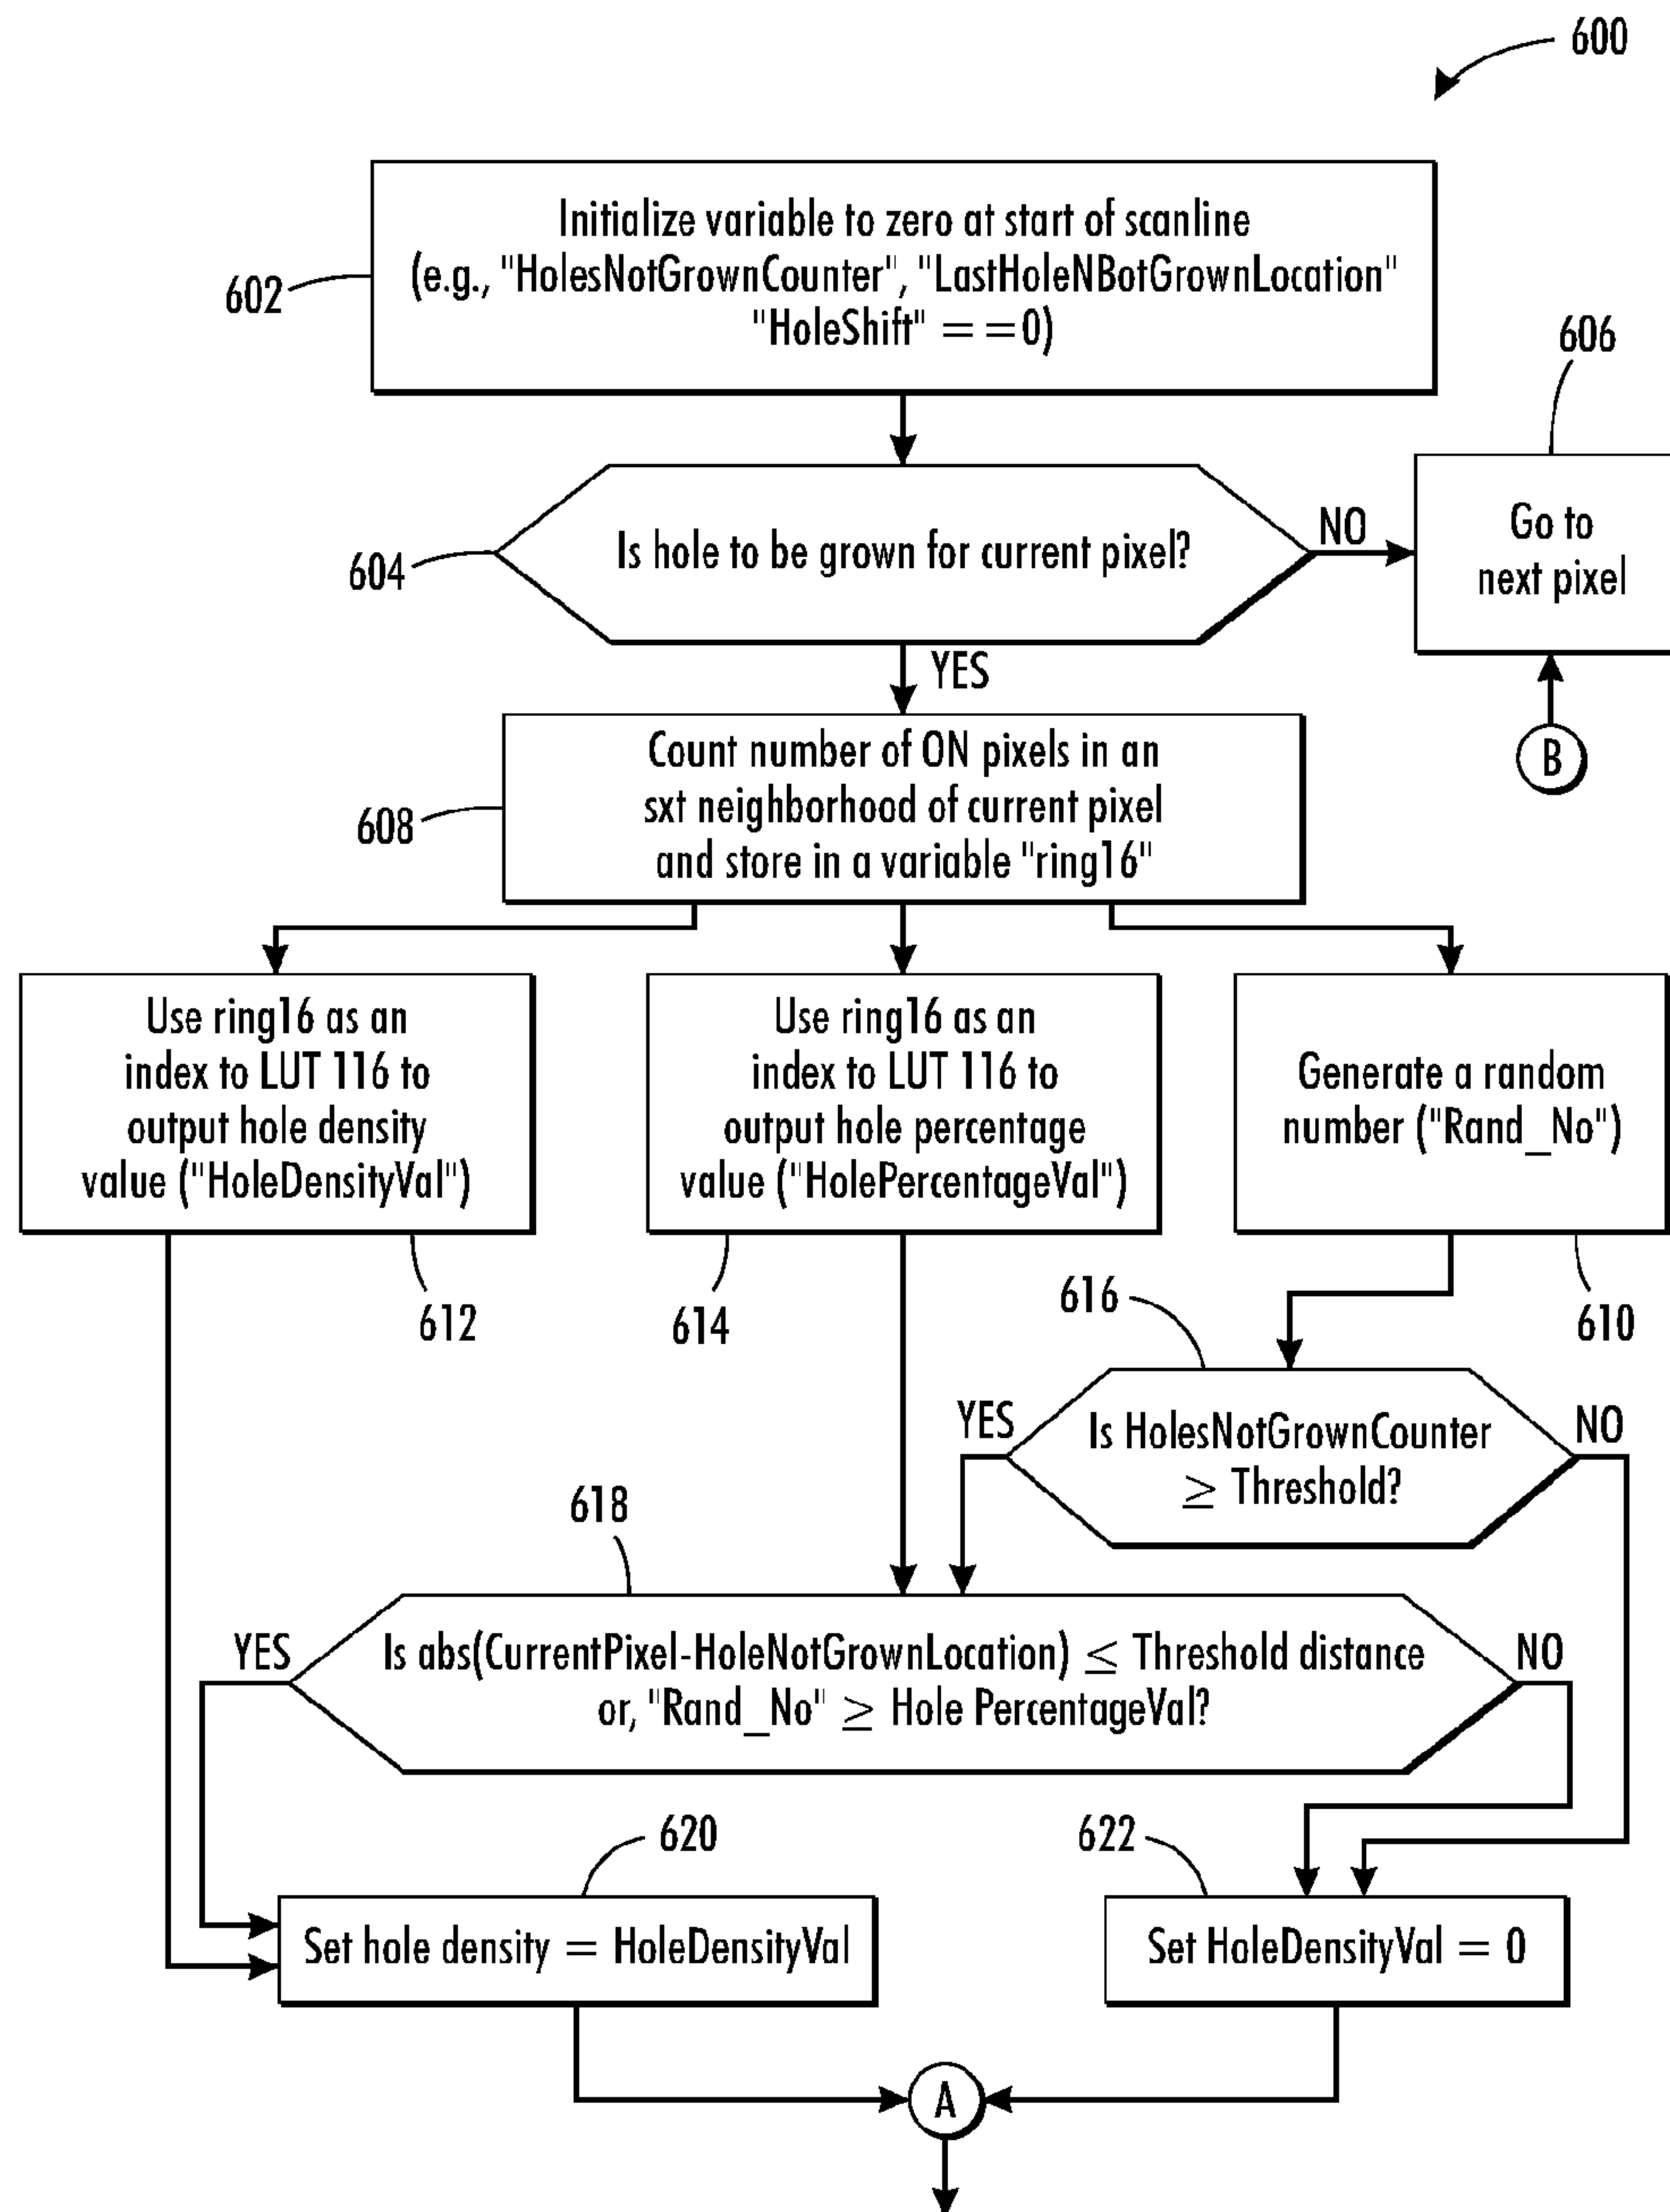 600
Initialize variable to zero at start of scanline
(e.g., "HolesNotGrownCounter", "LastHoleNBotGrownLocation"
"HoleShift" = =0)
602
606
Is hole to be grown for current pixel?
604
NO
Go to
next pixel
YES
B
Count number of ON pixels in an
sxt neighborhood of current pixel
and store in a variable "ring16"
608
Use ring16 as an
index to LUT 116 to
output hole density
value ("HoleDensityVal")
Use ring16 as an
index to LUT 116 to
output hole percentage
value ("HolePercentageVal")
Generate a random
number ("Rand_No")
612
614
616
610
YES
Is HolesNotGrownCounter
≥ Threshold?
NO
618
YES
Is abs(CurrentPixel-HoleNotGrownLocation) ≤ Threshold distance
or, "Rand_No" ≥ Hole PercentageVal?
NO
620
622
Set hole density = HoleDensityVal
Set HoleDensityVal = 0
A